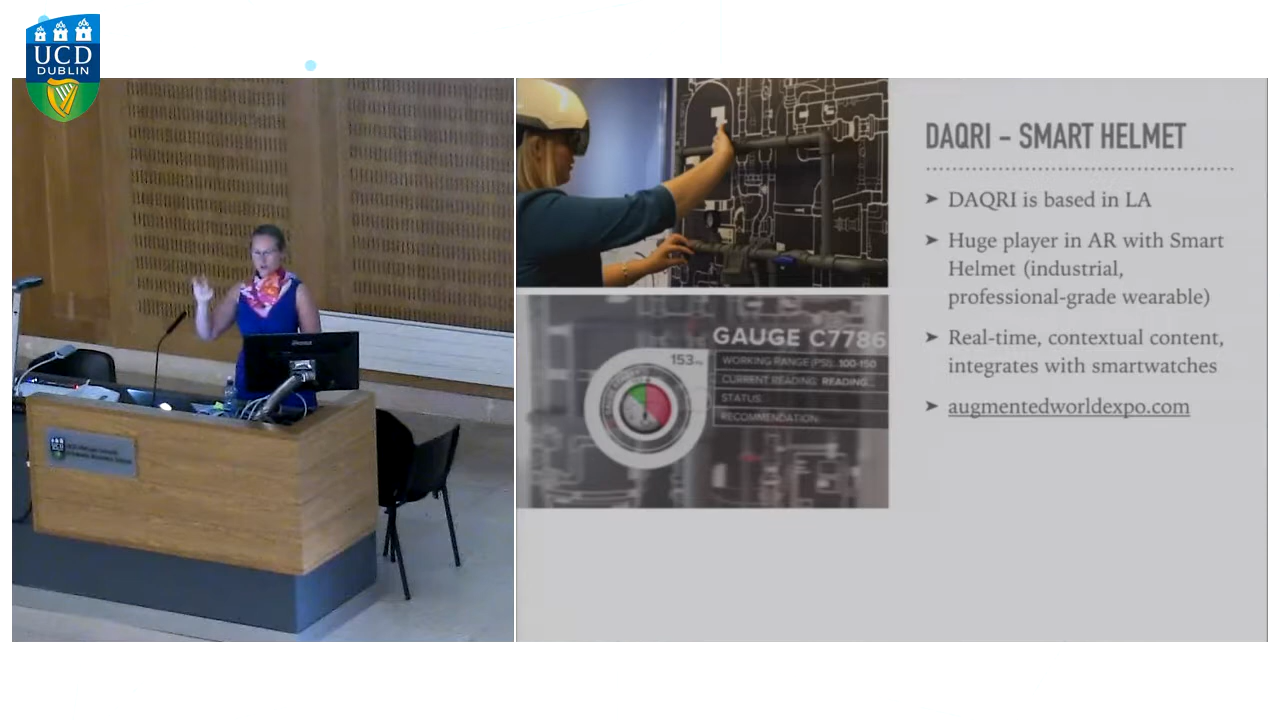 UCD
DUBLIN
UCD
DAQRI – SMART HELMET
➤ DAQRI is based in LA
➤ Huge player in AR with Smart
Helmet (industrial,
professional-grade wearable)
➤ Real-time, contextual content,
integrates with smartwatches
➤ augmentedworldexpo.com
GAUGE C7786
153
WORKING RANGE (PSI): 100-150
CURRENT READING: READING...
STATUS:
RECOMMENDATION: